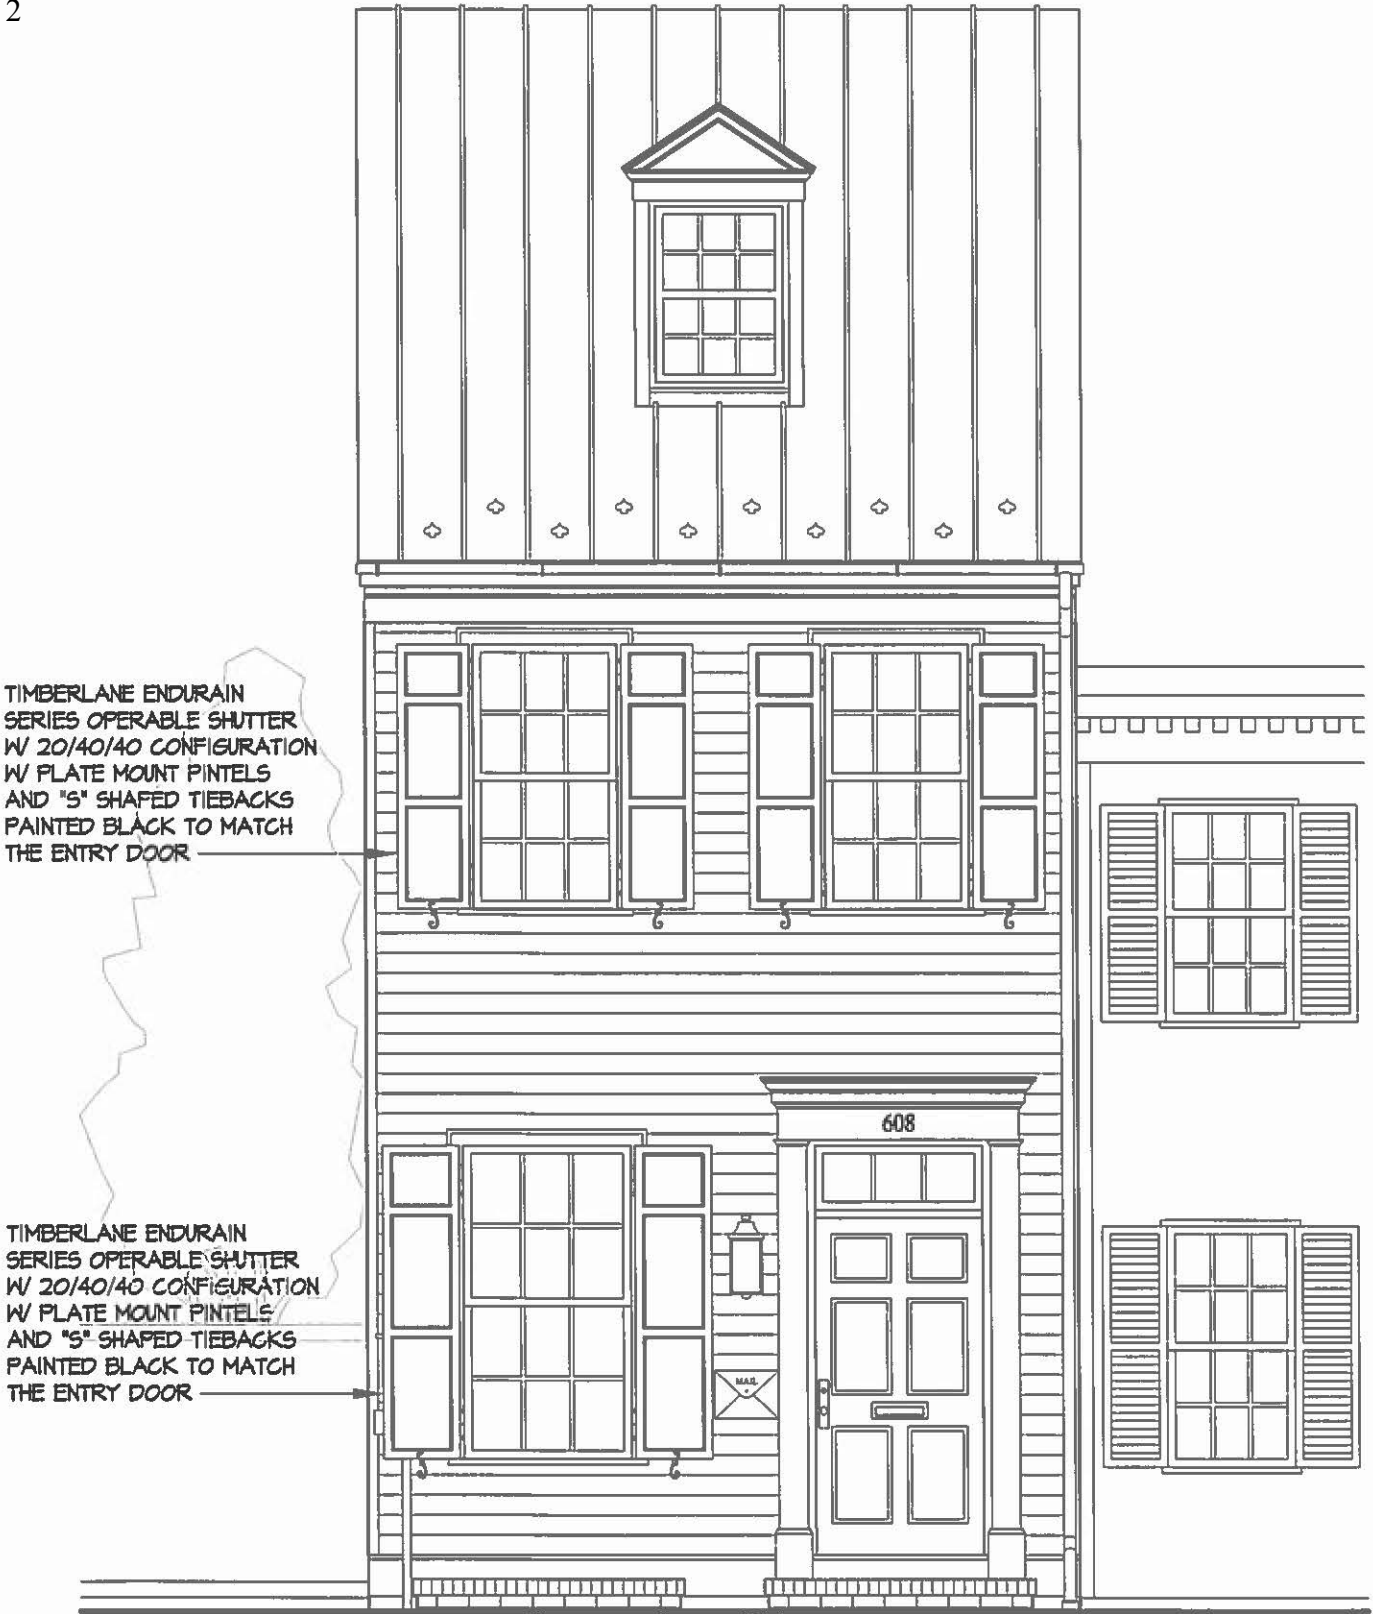 2
TIMBERLANE ENDURAIN
SERIES OPERABLE SHUTTER
W/ 20/40/40 CONFIGURATION
W/ PLATE MOUNT PINTELS
AND "S" SHAPED TIEBACKS
PAINTED BLACK TO MATCH
THE ENTRY DOOR
608
TIMBERLANE ENDURAIN
SERIES OPERABLE SHUTTER
W/ 20/40/40 CONFIGURATION
W/ PLATE MOUNT PINTELS
AND "S" SHAPED TIEBACKS
PAINTED BLACK TO MATCH
THE ENTRY DOOR
MAIL